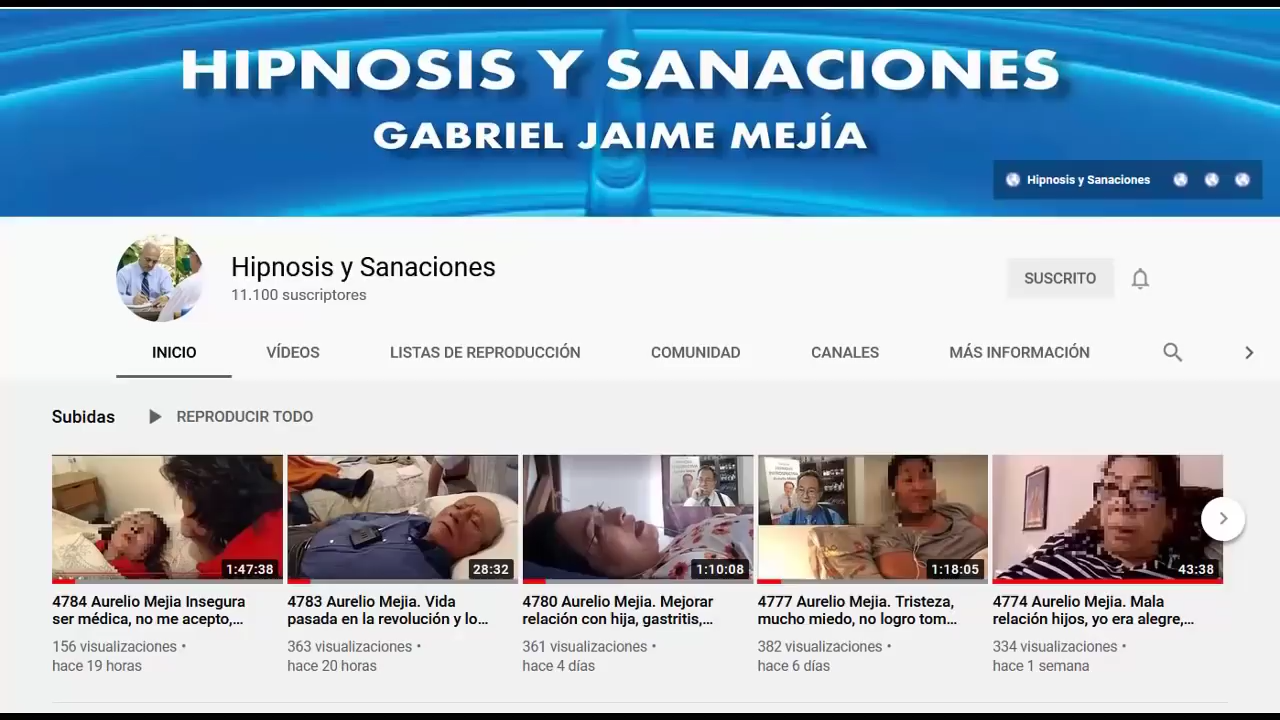 HIPNOSIS Y SANACIONES
GABRIEL JAIME MEJÍA
Hipnosis y Sanaciones
Hipnosis y Sanaciones
11.100 suscriptores
SUSCRITO
INICIO VÍDEOS LISTAS DE REPRODUCCIÓN COMUNIDAD CANALES MÁS INFORMACIÓN
Subidas REPRODUCIR TODO
1:47:38
4784 Aurelio Mejia Insegura
ser médica, no me acepto,...
156 visualizaciones •
hace 19 horas
28:32
4783 Aurelio Mejia. Vida
pasada en la revolución y lo...
363 visualizaciones •
hace 20 horas
1:10:08
4780 Aurelio Mejia. Mejorar
relación con hija, gastritis,...
361 visualizaciones •
hace 4 días
1:18:05
4777 Aurelio Mejia. Tristeza,
mucho miedo, no logro tom...
382 visualizaciones •
hace 6 días
43:38
4774 Aurelio Mejia. Mala
relación hijos, yo era alegre,...
334 visualizaciones •
hace 1 semana